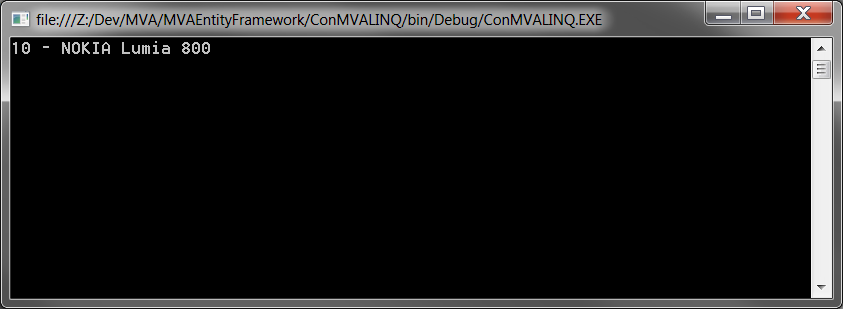 file:///Z:/Dev/MVA/MVAEntityFramework/ConMVALINQ/bin/Debug/ConMVALINQ.EXE
10 - NOKIA Lumia 800